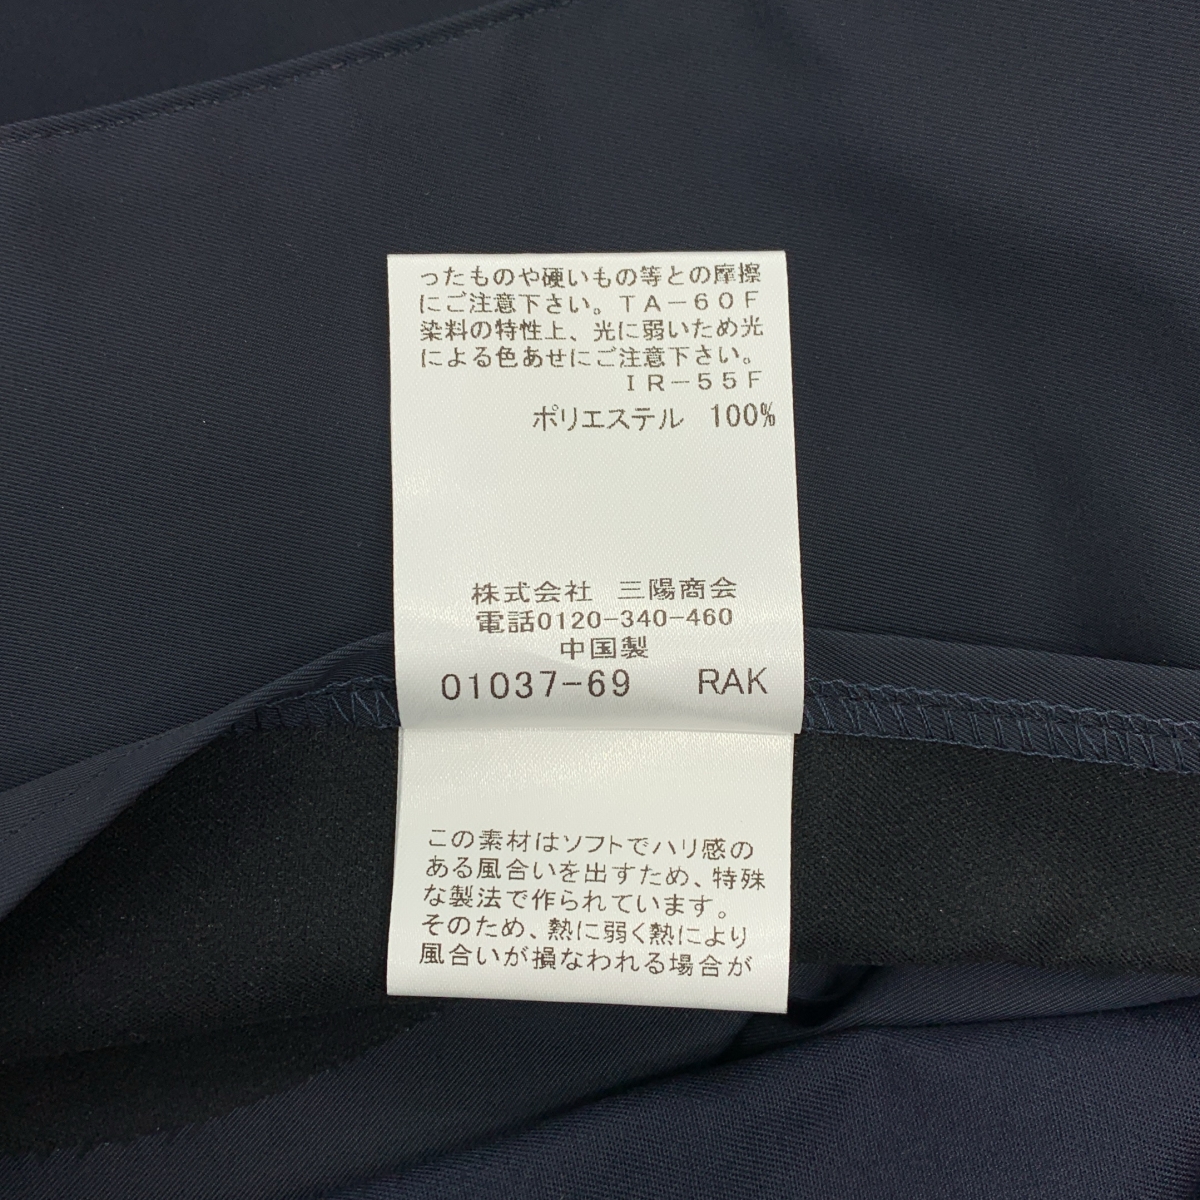 ったものや硬いもの等との摩擦
にご注意下さい。TA-60F
染料の特性上、光に弱いため光
による色あせにご注意下さい。
IR-55F
ポリエステル 100%
株式会社 三陽商会
電話0120-340-460
中国製
01037-69 RAK
この素材はソフトでハリ感の
ある風合いを出すため、特殊
な製法で作られています。
そのため、熱に弱く熱により
風合いが損なわれる場合が